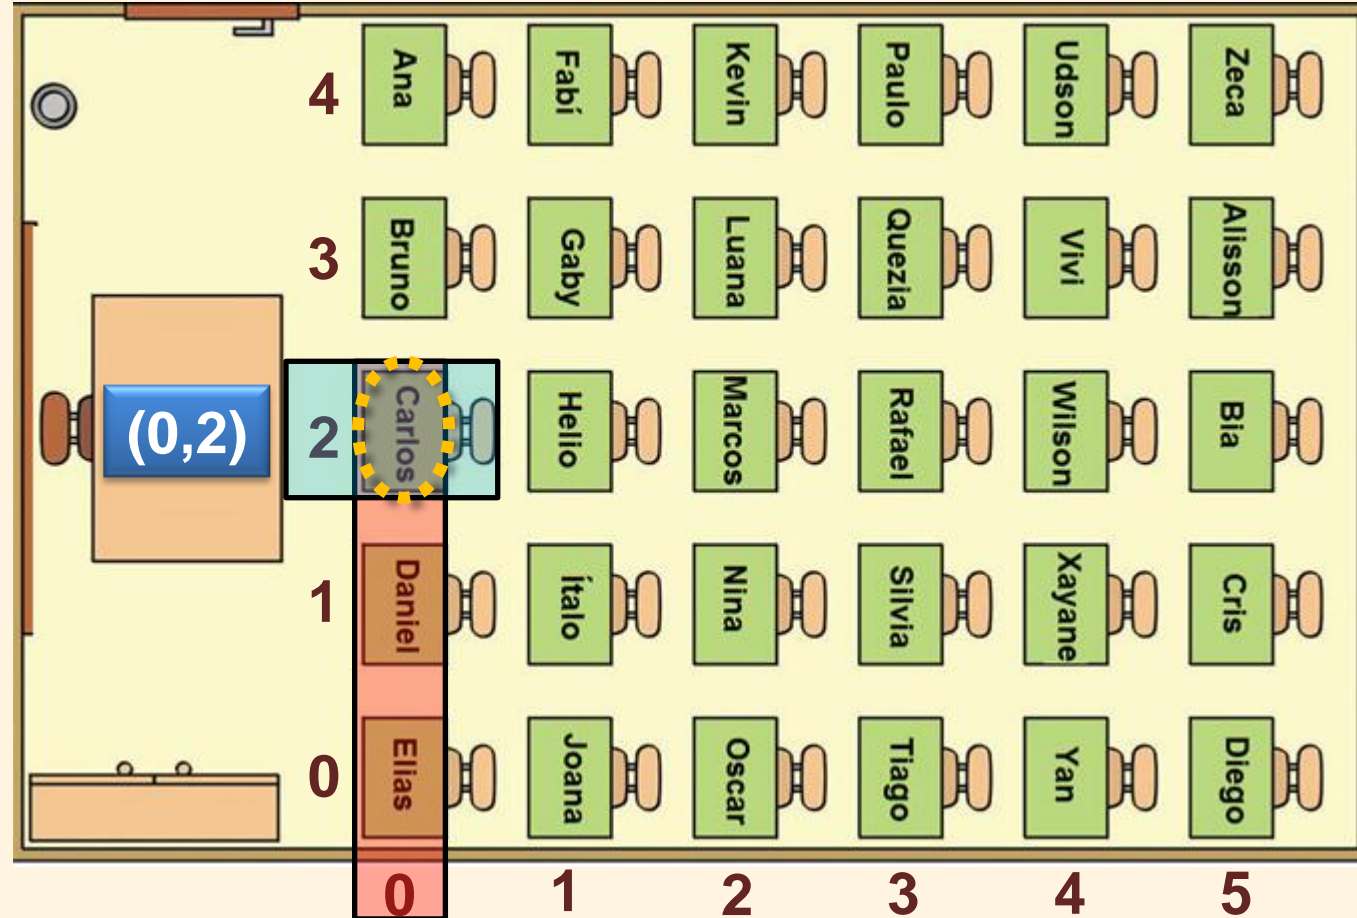 4 Ana Fabí Kevin Paulo Udson Zeca
3 Bruno Gaby Luana Quezia Vivi Alisson
(0,2) 2 Carlos Helio Marcos Rafael Wilson Bia
1 Daniel Ítalo Nina Silvia Xayane Cris
0 Elias Joana Oscar Tiago Yan Diego
0 1 2 3 4 5